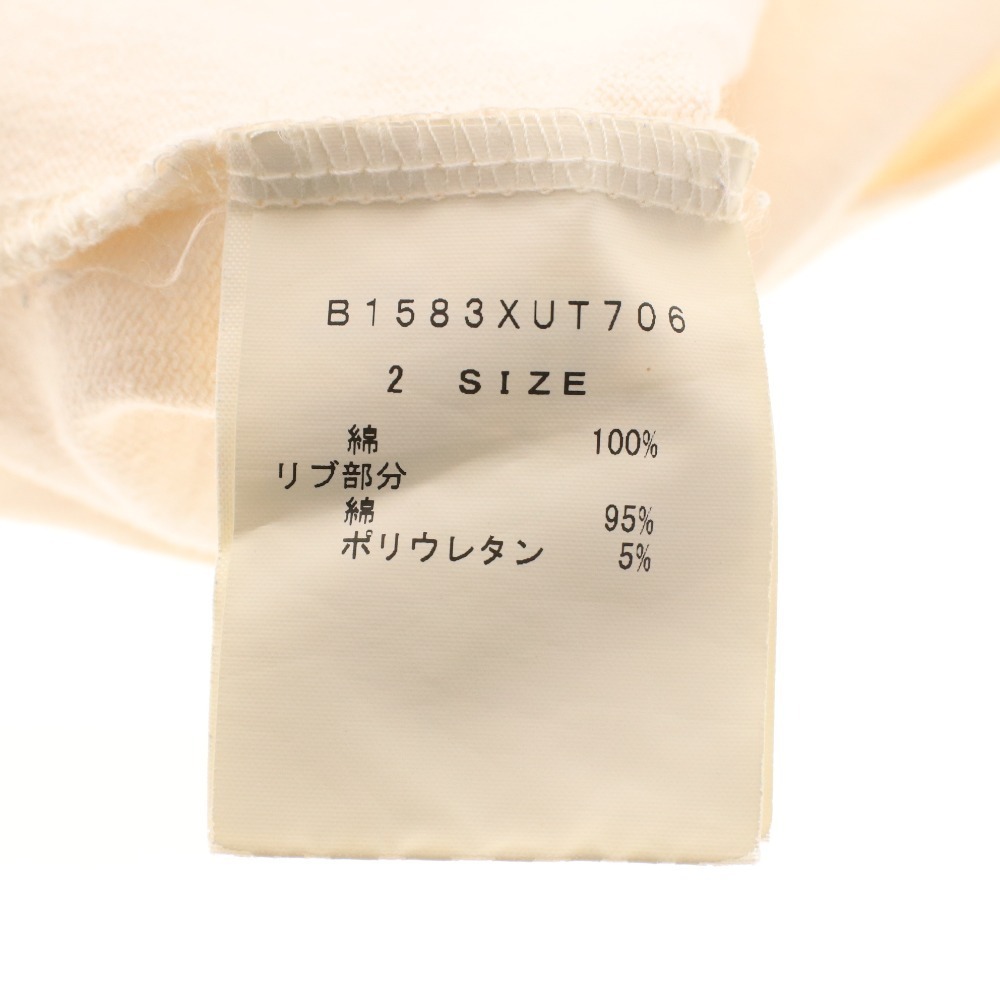 B1583XUT706
2 SIZE
綿 100%
リブ部分
綿 95%
ポリウレタン 5%